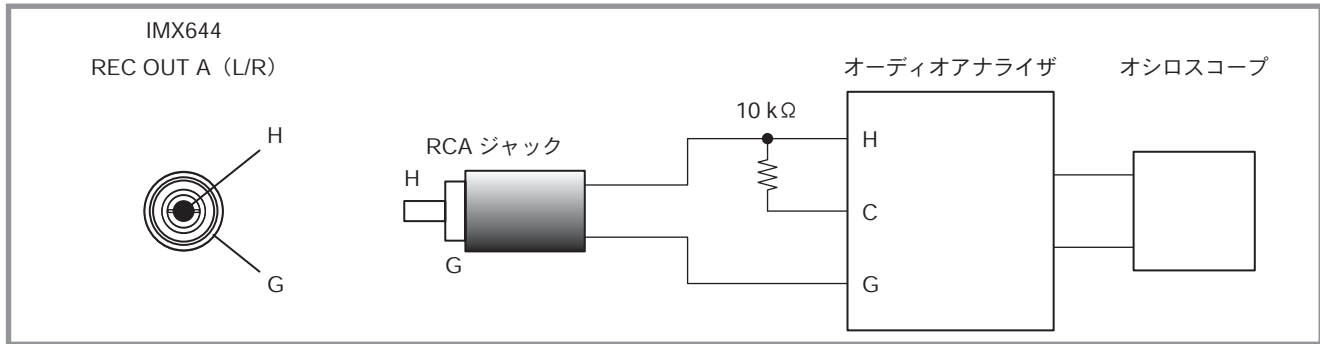 IMX644
REC OUT A（L/R）
H
G
RCA ジャック
H
G
10 kΩ
オーディオアナライザ
H
C
G
オシロスコープ